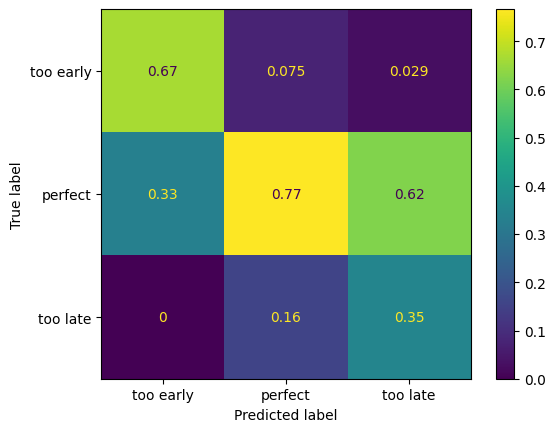 too early 0.67 0.075 0.029
perfect 0.33 0.77 0.62
too late 0 0.16 0.35
too early perfect too late
Predicted label
True label
0.7
0.6
0.5
0.4
0.3
0.2
0.1
0.0